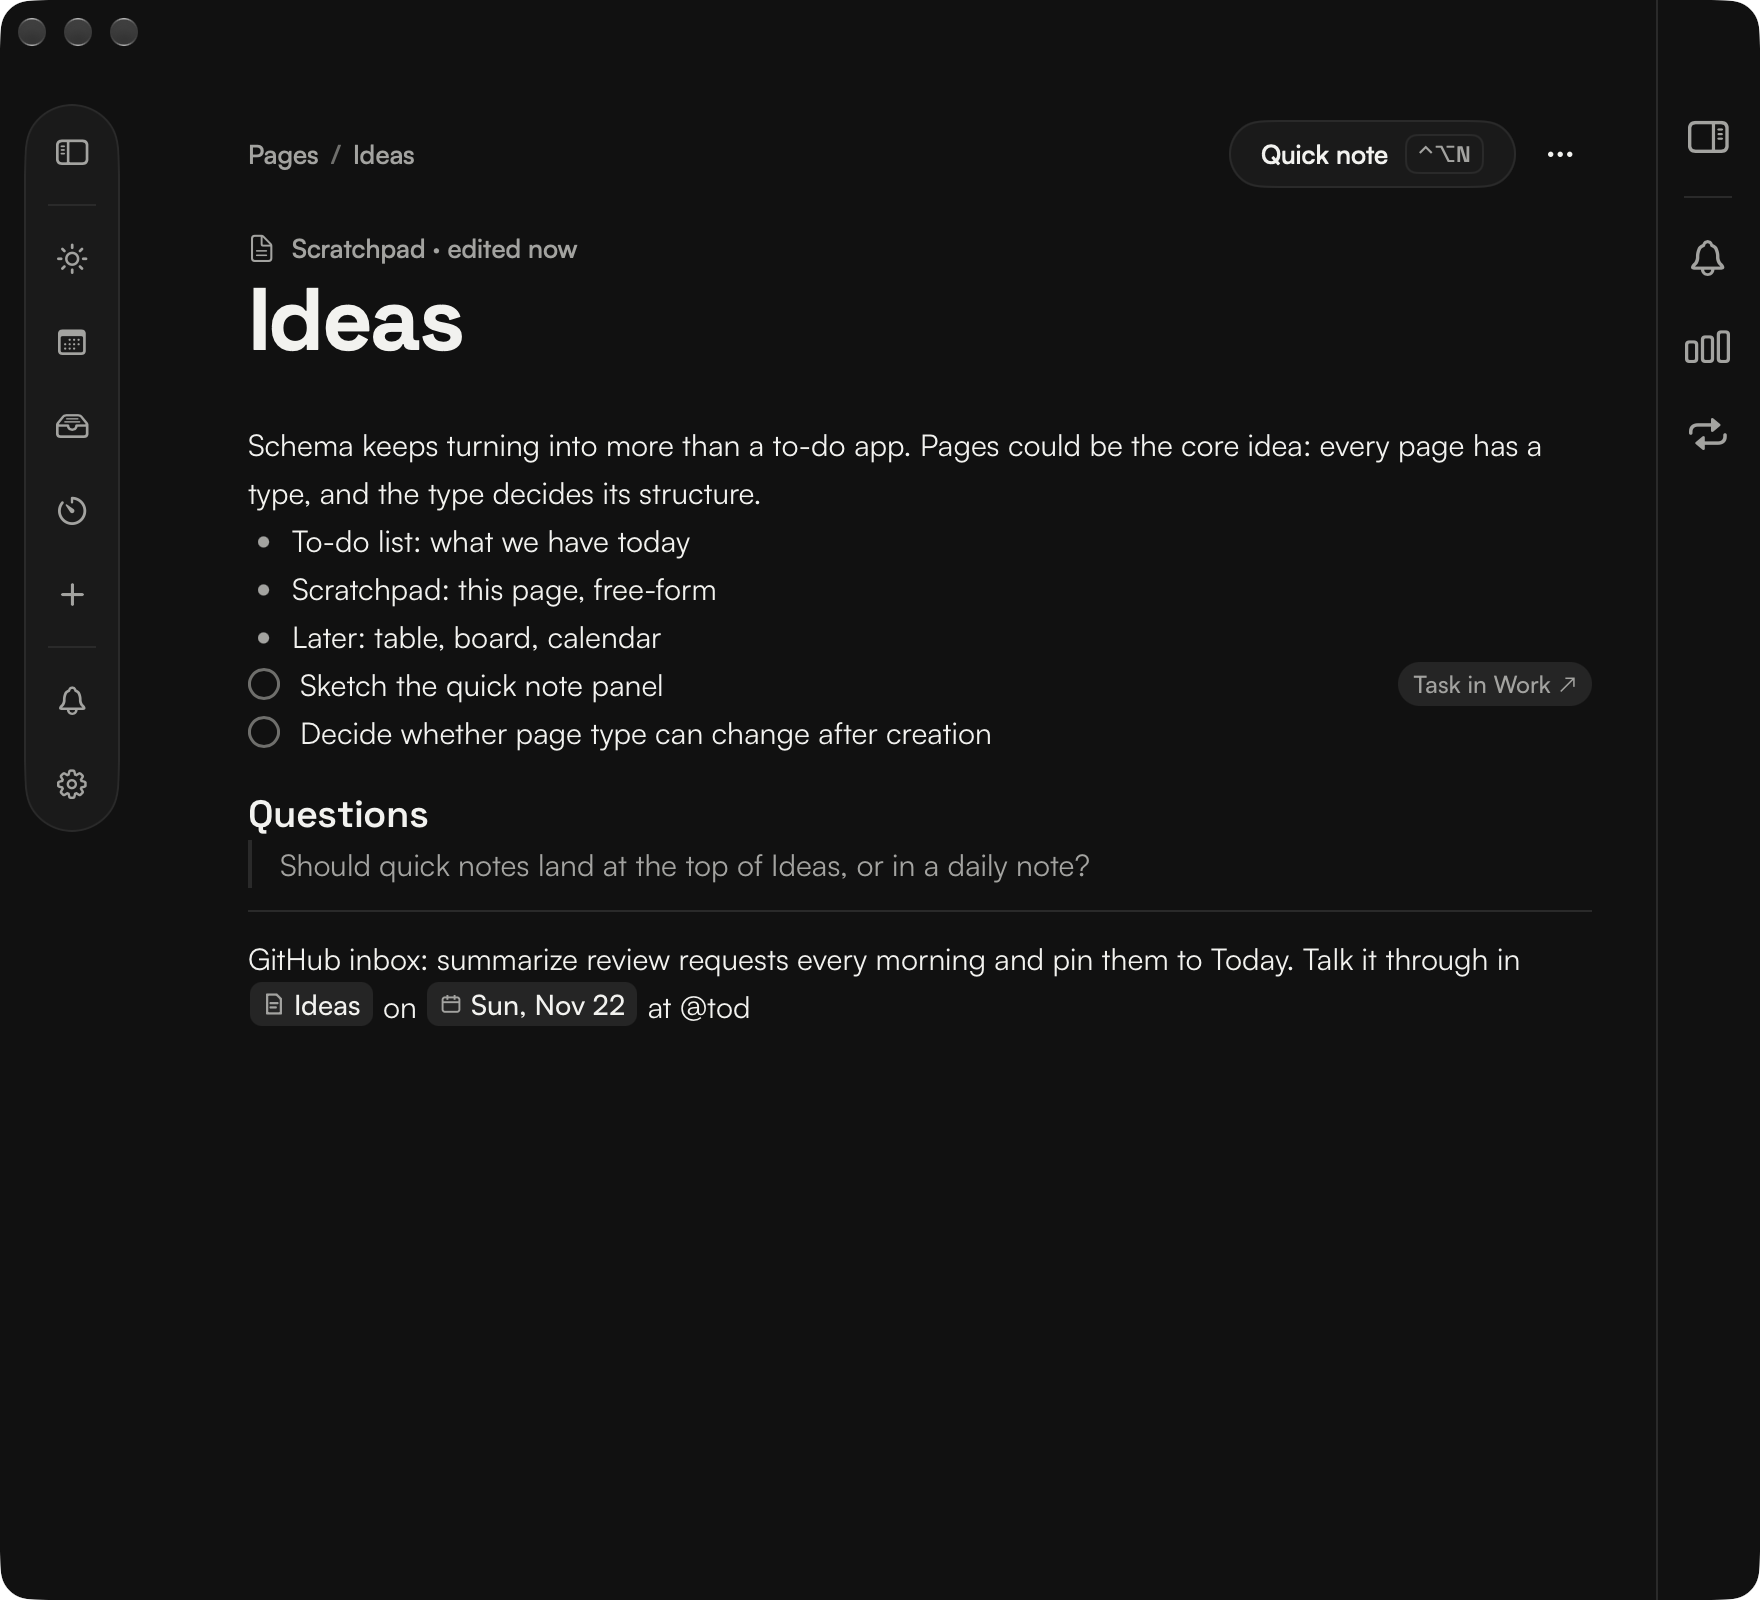 Pages / Ideas
Quick note ⌃⌥N
Scratchpad · edited now
Ideas
Schema keeps turning into more than a to-do app. Pages could be the core idea: every page has a
type, and the type decides its structure.
• To-do list: what we have today
• Scratchpad: this page, free-form
• Later: table, board, calendar
Sketch the quick note panel
Task in Work ↗
Decide whether page type can change after creation
Questions
Should quick notes land at the top of Ideas, or in a daily note?
GitHub inbox: summarize review requests every morning and pin them to Today. Talk it through in
Ideas on Sun, Nov 22 at @tod